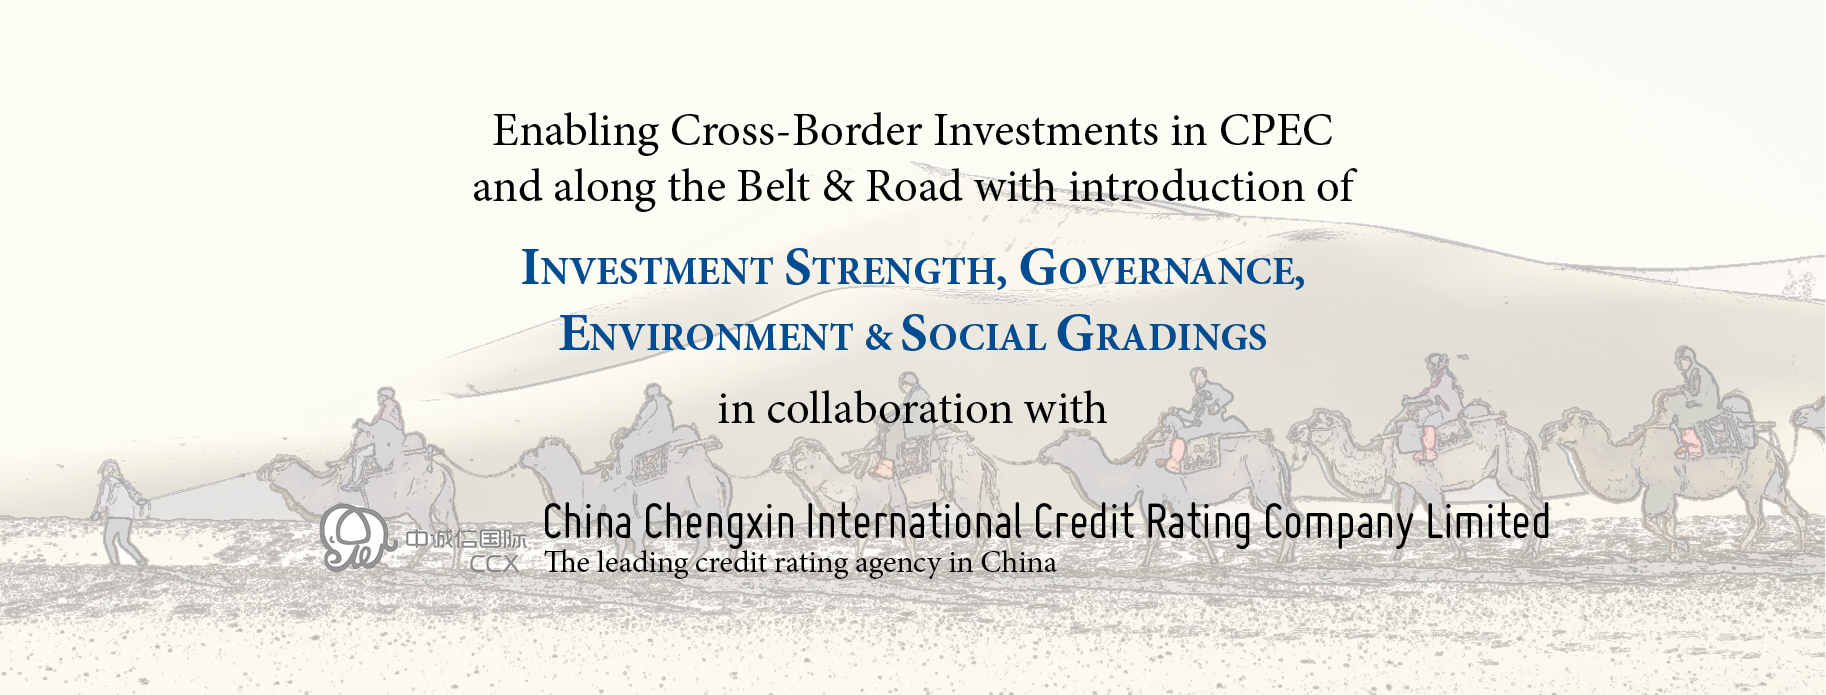 Enabling Cross-Border Investments in CPEC
and along the Belt & Road with introduction of
INVESTMENT STRENGTH, GOVERNANCE,
ENVIRONMENT & SOCIAL GRADINGS
in collaboration with
China Chengxin International Credit Rating Company Limited
中诚信国际
CCX
The leading credit rating agency in China